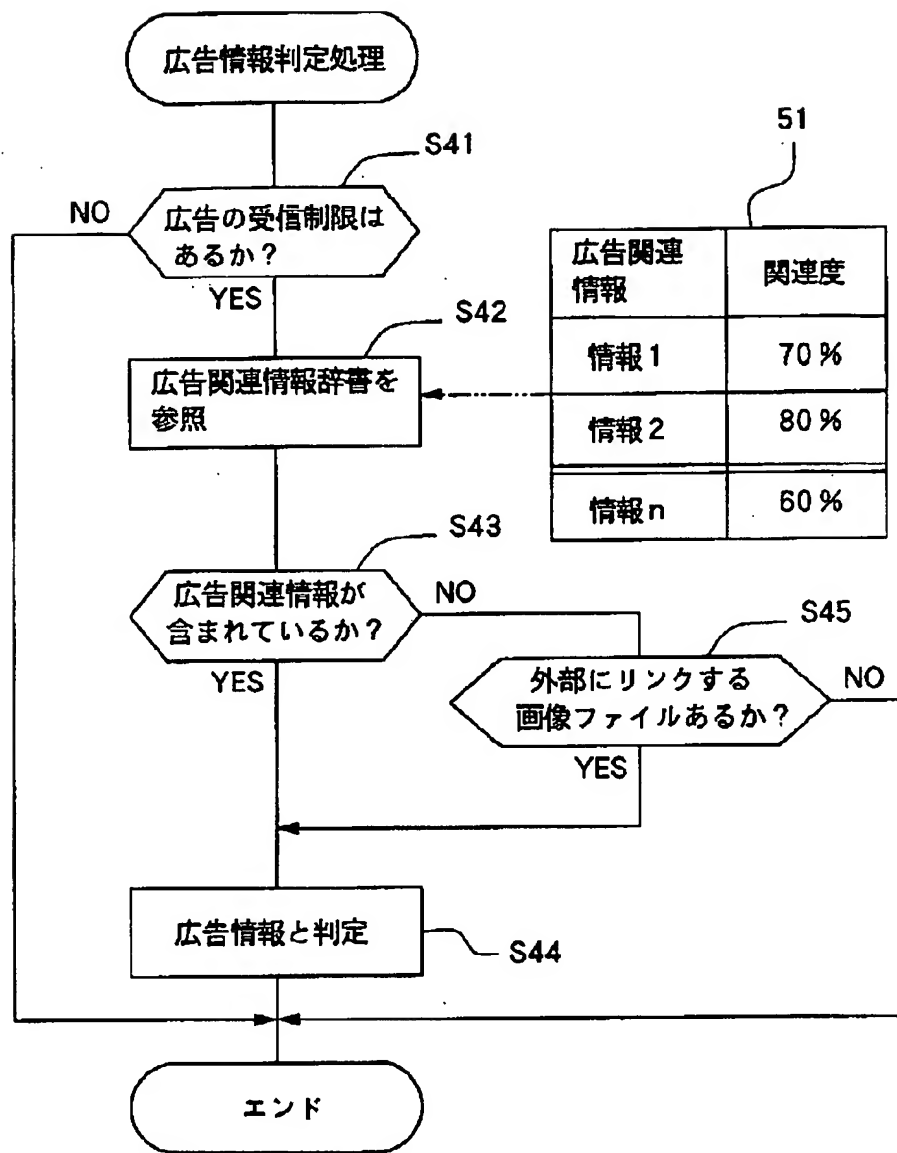 広告情報判定処理
S41
51
NO
広告の受信制限は
あるか？
YES
広告関連
情報
関連度
S42
広告関連情報辞書を
参照
情報1
70%
情報2
80%
情報n
60%
S43
広告関連情報が
含まれているか？
NO
YES
S45
外部にリンクする
画像ファイルあるか？
NO
YES
広告情報と判定
S44
エンド